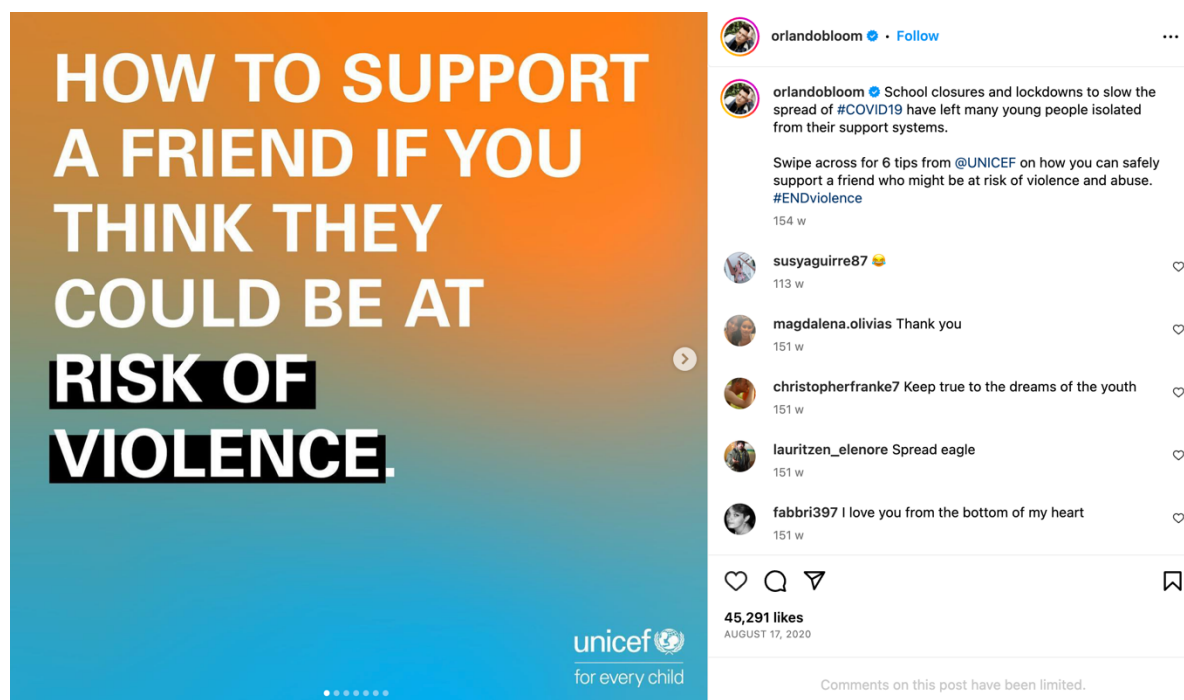 HOW TO SUPPORT
A FRIEND IF YOU
THINK THEY
COULD BE AT
RISK OF
VIOLENCE.
unicef
for every child
orlandobloom • Follow
orlandobloom School closures and lockdowns to slow the
spread of #COVID19 have left many young people isolated
from their support systems.
Swipe across for 6 tips from @UNICEF on how you can safely
support a friend who might be at risk of violence and abuse.
#ENDviolence
154 w
susyaguirre87 😂
113 w
magdalena.olivias Thank you
151 w
christopherfranke7 Keep true to the dreams of the youth
151 w
lauritzen_elenore Spread eagle
151 w
fabbri397 I love you from the bottom of my heart
151 w
45,291 likes
AUGUST 17, 2020
Comments on this post have been limited.